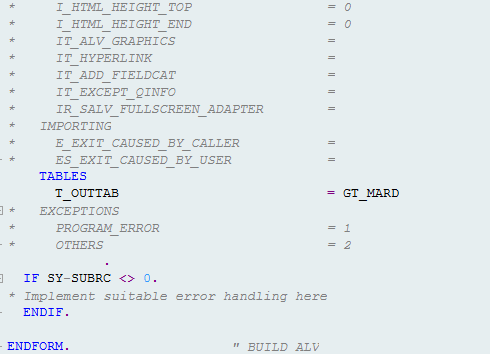 *     I_HTML_HEIGHT_TOP                 = 0
*     I_HTML_HEIGHT_END                 = 0
*     IT_ALV_GRAPHICS                   =
*     IT_HYPERLINK                      =
*     IT_ADD_FIELDCAT                   =
*     IT_EXCEPT_QINFO                   =
*     IR_SALV_FULLSCREEN_ADAPTER        =
*   IMPORTING
*     E_EXIT_CAUSED_BY_CALLER           =
*     ES_EXIT_CAUSED_BY_USER            =
    TABLES
      T_OUTTAB                          = GT_MARD
*   EXCEPTIONS
*     PROGRAM_ERROR                     = 1
*     OTHERS                            = 2
            .
  IF SY-SUBRC <> 0.
* Implement suitable error handling here
  ENDIF.
ENDFORM.                    " BUILD ALV